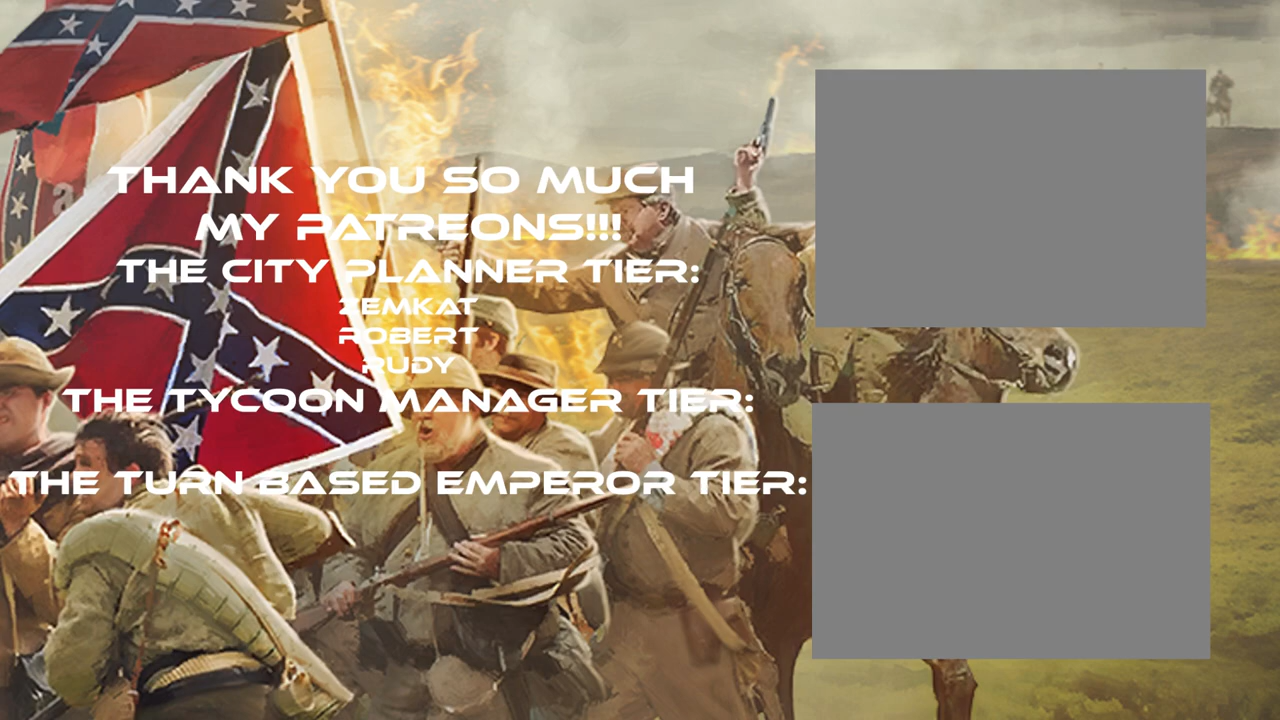 THANK YOU SO MUCH
MY PATREONS!!!
THE CITY PLANNER TIER:
ZEMKAT
ROBERT
RUDY
THE TYCOON MANAGER TIER:
THE TURN BASED EMPEROR TIER: